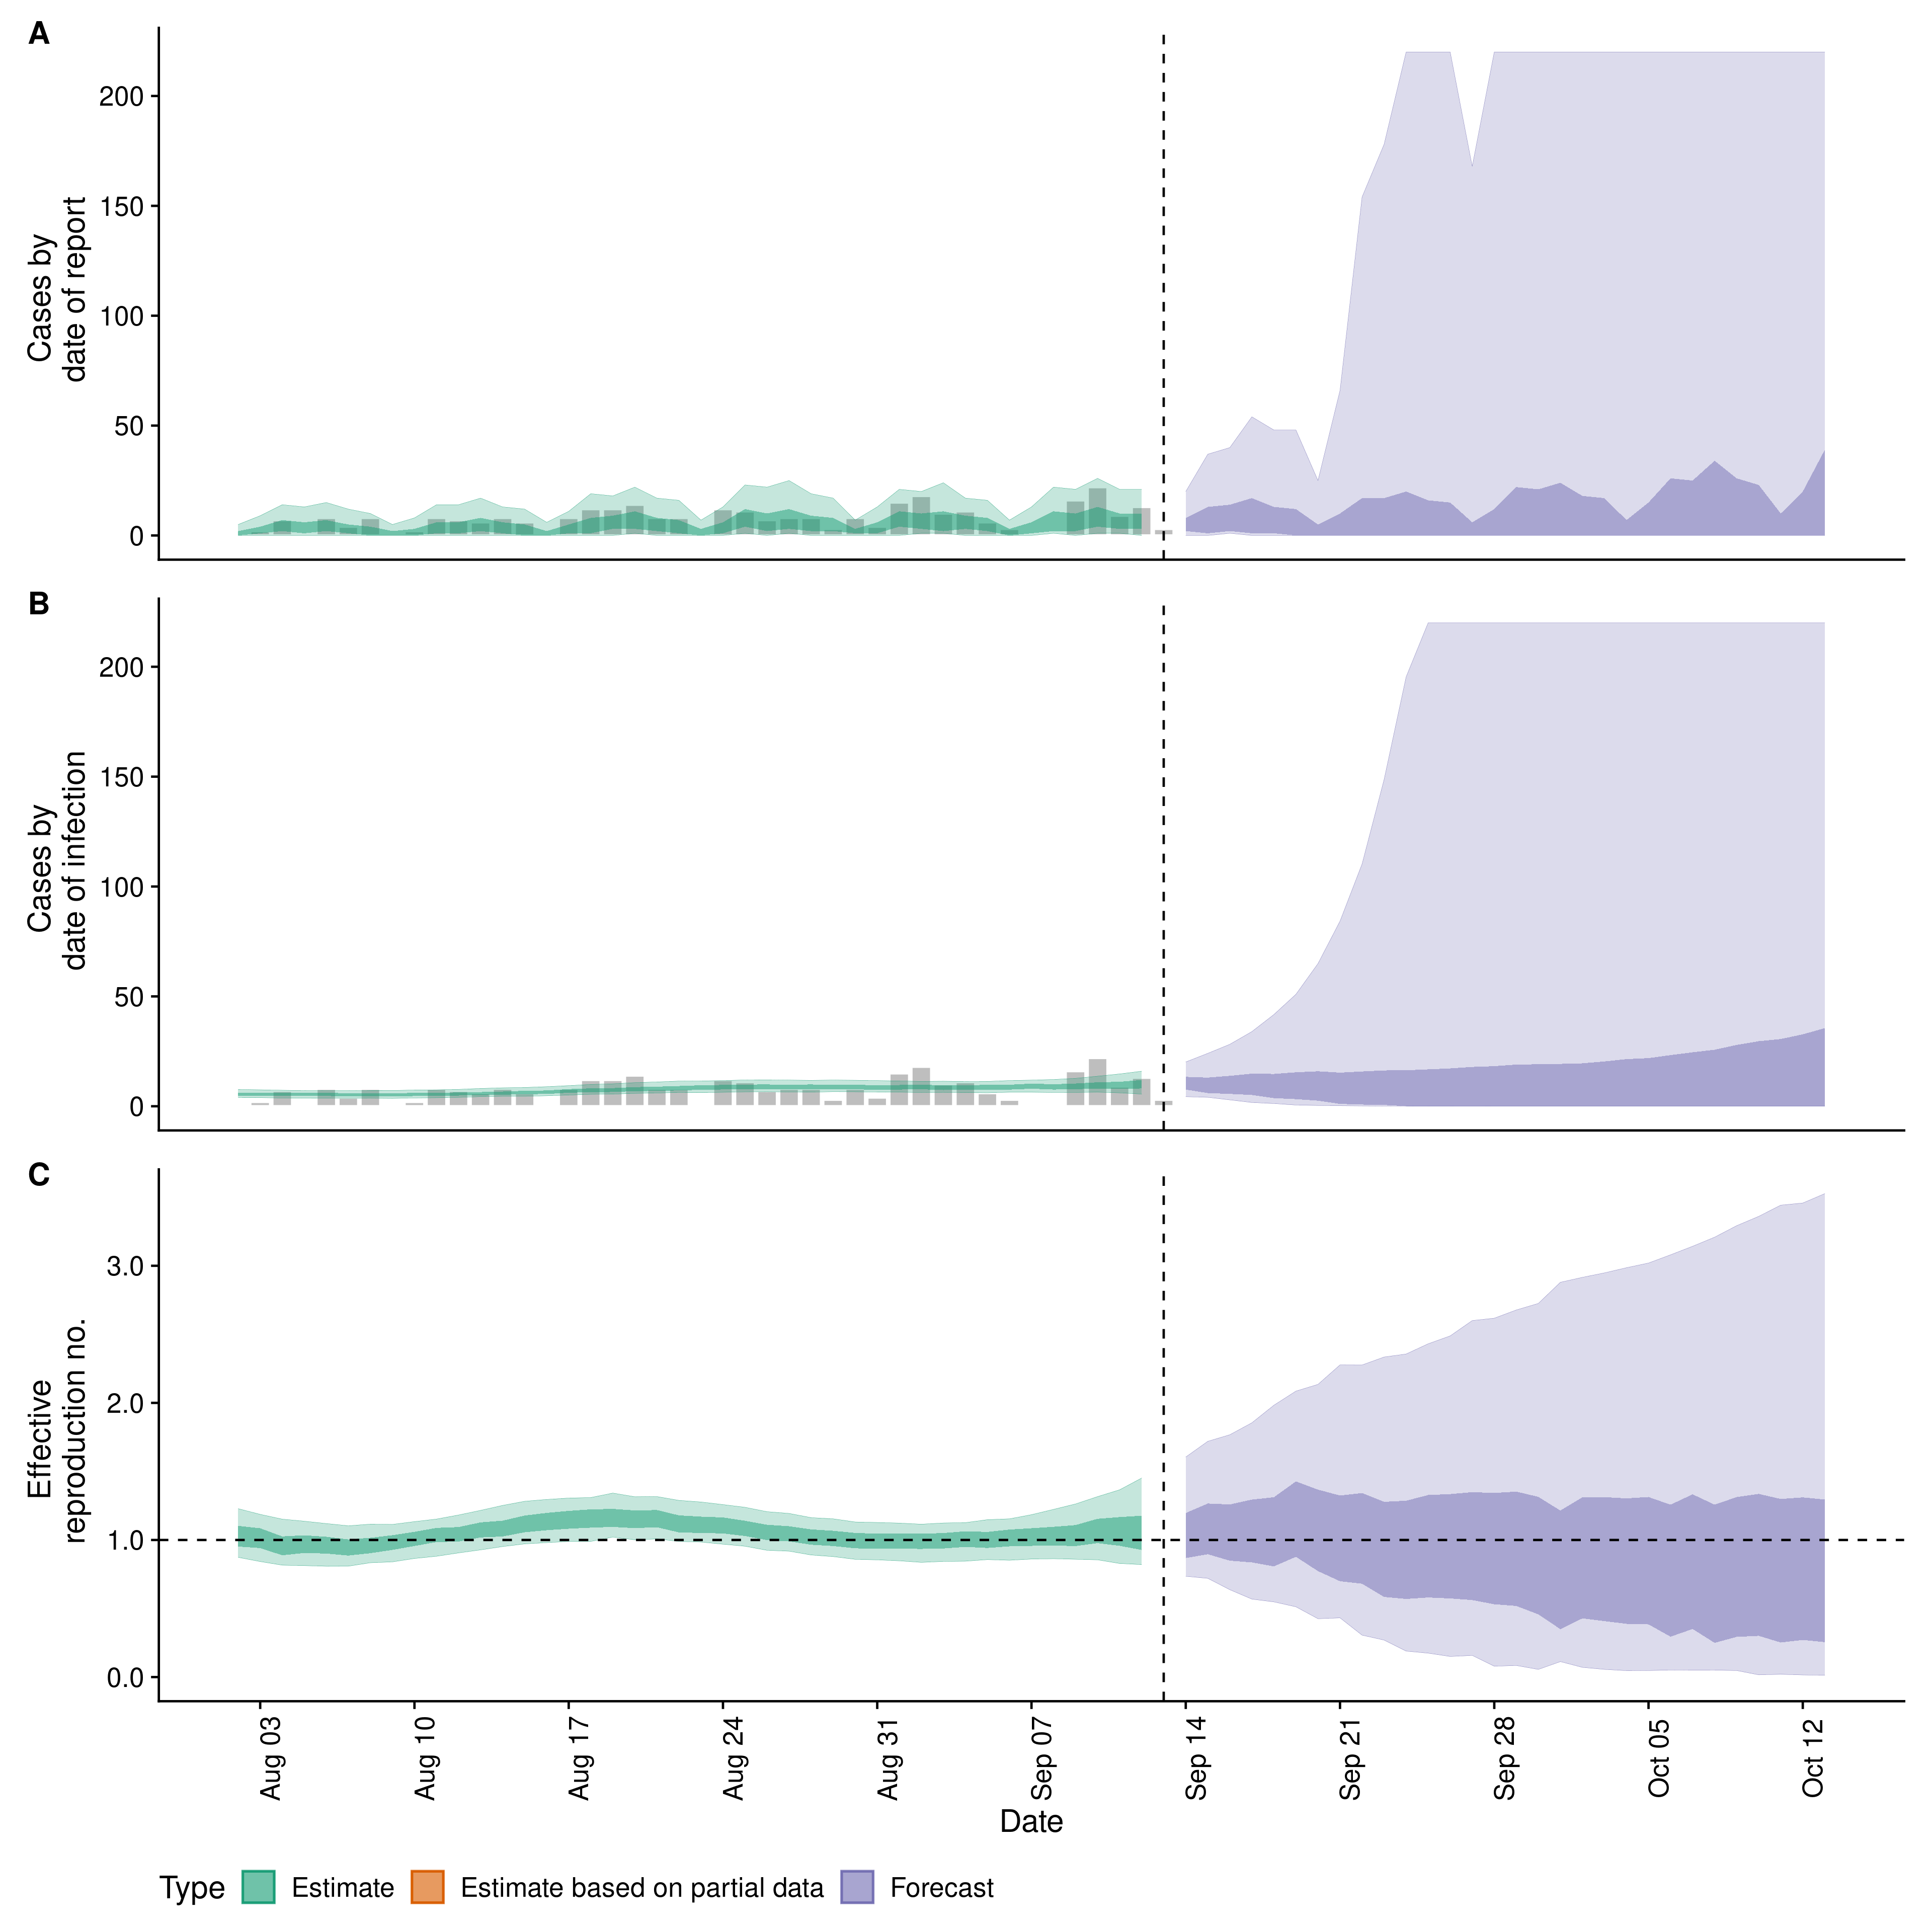 A
Cases by
date of report
200
150
100
50
0
B
Cases by
date of infection
200
150
100
50
0
C
Effective
reproduction no.
3.0
2.0
1.0
0.0
Aug 03
Aug 10
Aug 17
Aug 24
Aug 31
Sep 07
Sep 14
Sep 21
Sep 28
Oct 05
Oct 12
Date
Type Estimate Estimate based on partial data Forecast